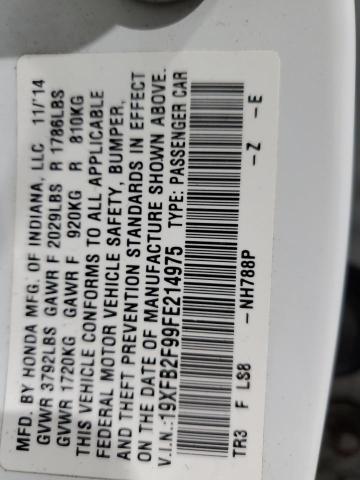 MFD. BY HONDA MFG. OF INDIANA, LLC 11/'14
GVWR 3792LBS GAWR F 2029LBS R 1786LBS
GVWR 1720KG GAWR F 920KG R 810KG
THIS VEHICLE CONFORMS TO ALL APPLICABLE
FEDERAL MOTOR VEHICLE SAFETY, BUMPER,
AND THEFT PREVENTION STANDARDS IN EFFECT
ON THE DATE OF MANUFACTURE SHOWN ABOVE.
V.I.N.:19XFB2F99FE214975 TYPE: PASSENGER CAR
TR3 F LS8 -NH788P -Z -E